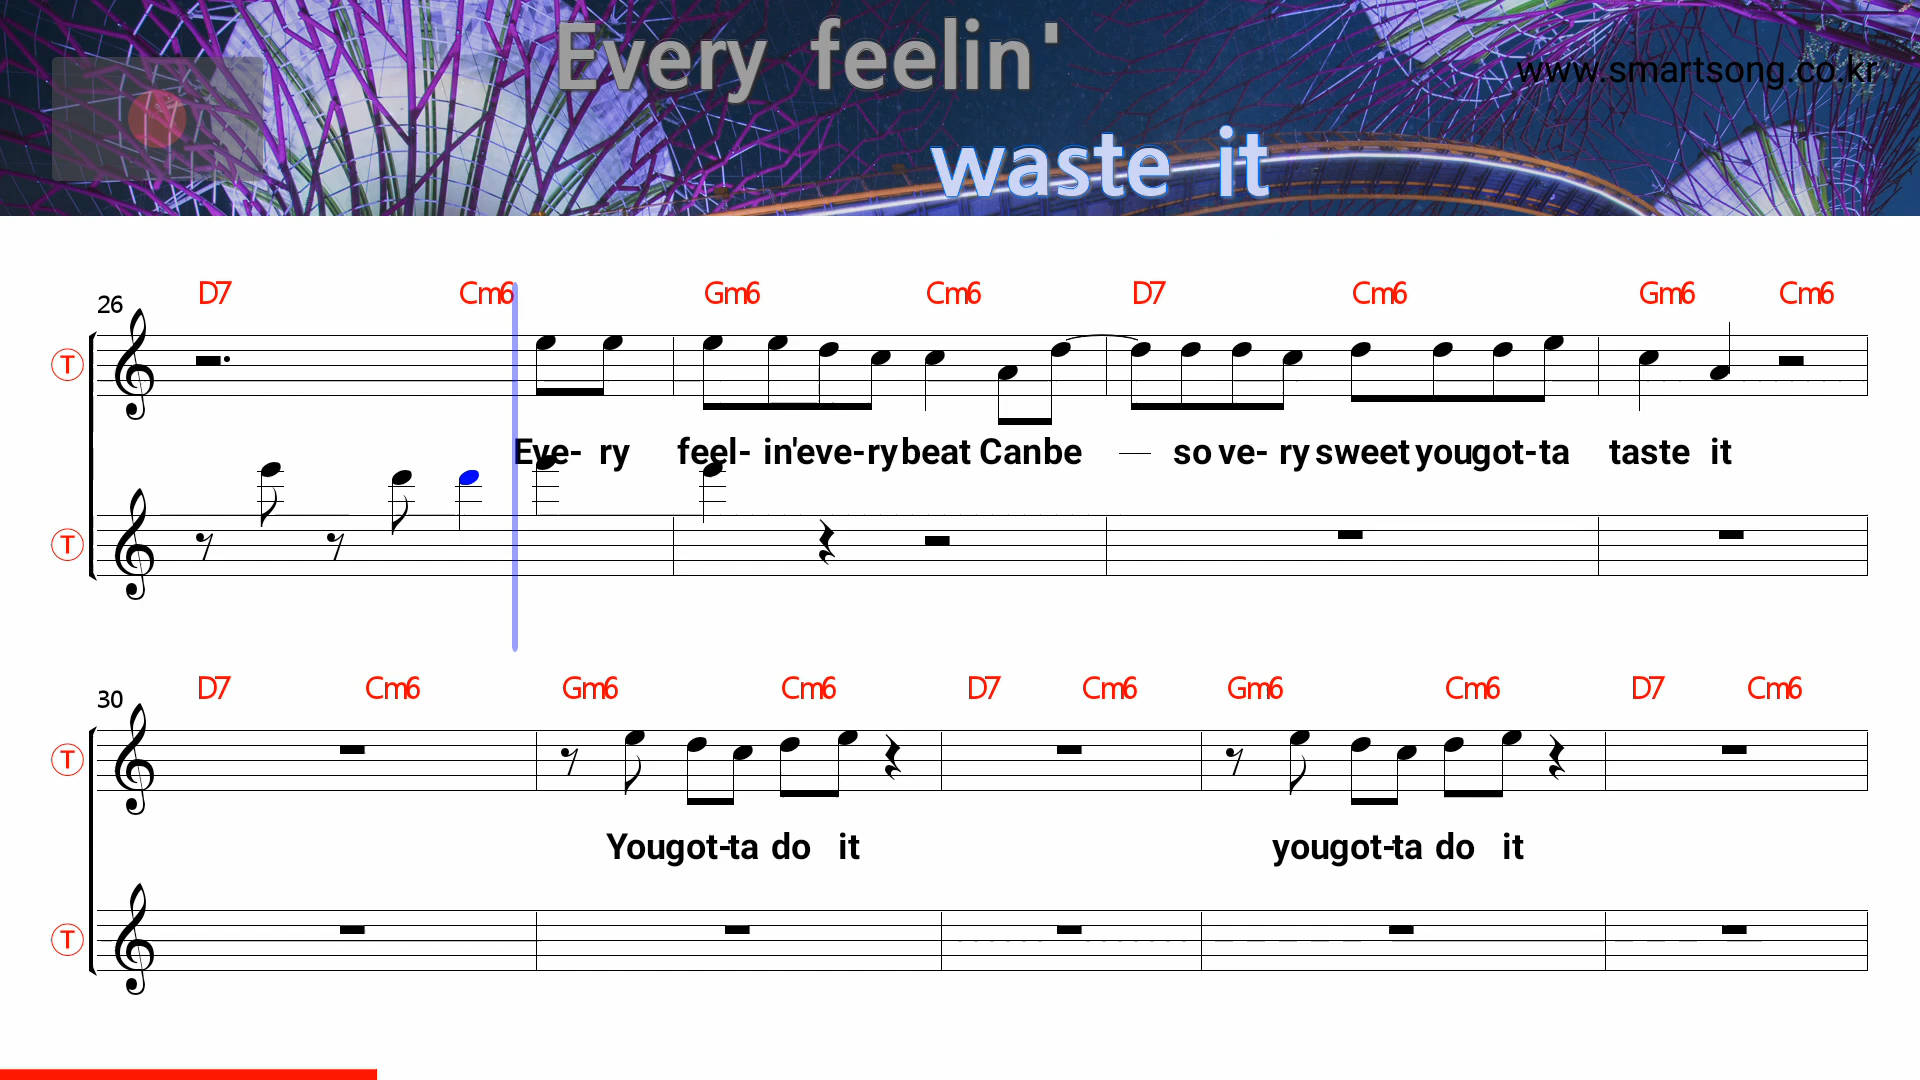 Every feelin'
www.smartsong.co.kr
waste it
D7 Cm6 Gm6 Cm6 D7 Cm6 Gm6 Cm6
26
T
Eve- ry feel- in'eve-rybeat Canbe — so ve- ry sweet yougot-ta taste it
T
D7 Cm6 Gm6 Cm6 D7 Cm6 Gm6 Cm6 D7 Cm6
30
T
Yougot-ta do it yougot-ta do it
T